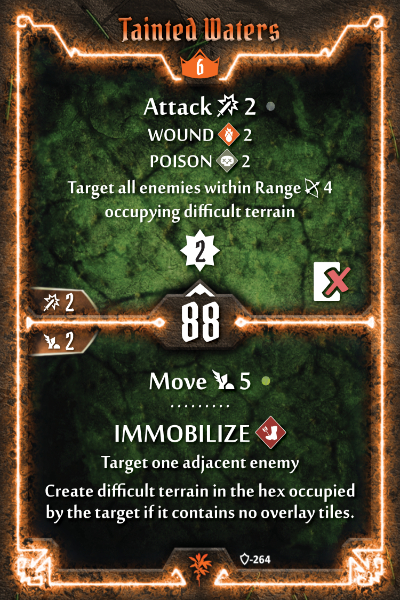 Tainted Waters
6
Attack 2
WOUND 2
POISON 2
Target all enemies within Range 4
occupying difficult terrain
2
2
88
2
Move 5
IMMOBILIZE
Target one adjacent enemy
Create difficult terrain in the hex occupied
by the target if it contains no overlay tiles.
-264